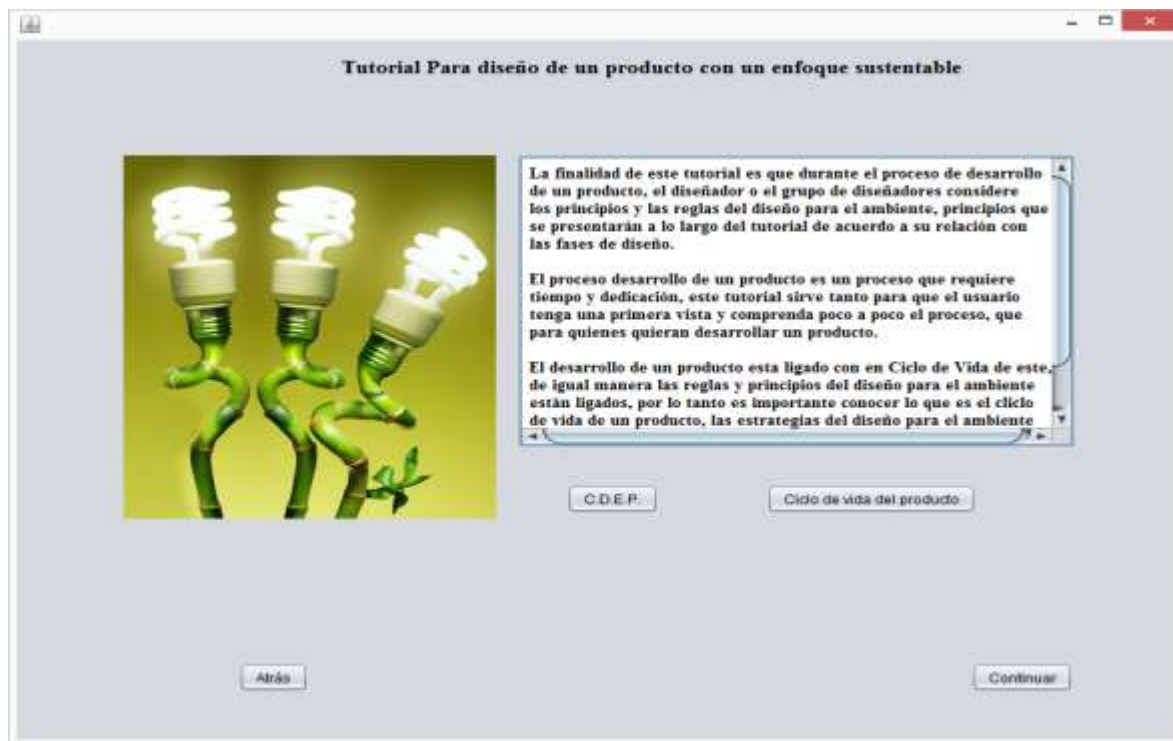 Tutorial Para diseño de un producto con un enfoque sustentable
La finalidad de este tutorial es que durante el proceso de desarrollo
de un producto, el diseñador o el grupo de diseñadores considere
los principios y las reglas del diseño para el ambiente, principios que
se presentarán a lo largo del tutorial de acuerdo a su relación con
las fases de diseño.
El proceso desarrollo de un producto es un proceso que requiere
tiempo y dedicación, este tutorial sirve tanto para que el usuario
tenga una primera vista y comprenda poco a poco el proceso, que
para quienes quieran desarrollar un producto.
El desarrollo de un producto esta ligado con en Ciclo de Vida de este,
de igual manera las reglas y principios del diseño para el ambiente
están ligados, por lo tanto es importante conocer lo que es el cliclo
de vida de un producto, las estrategias del diseño para el ambiente
C.D.E.P.
Ciclo de vida del producto
Atrás
Continuar